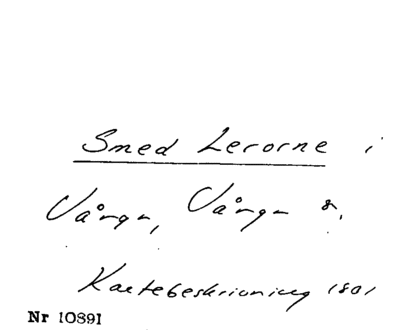 Smed Lerorne i
Vånga, Vånga s.
Kartebeskrivning 1801
Nr 10891